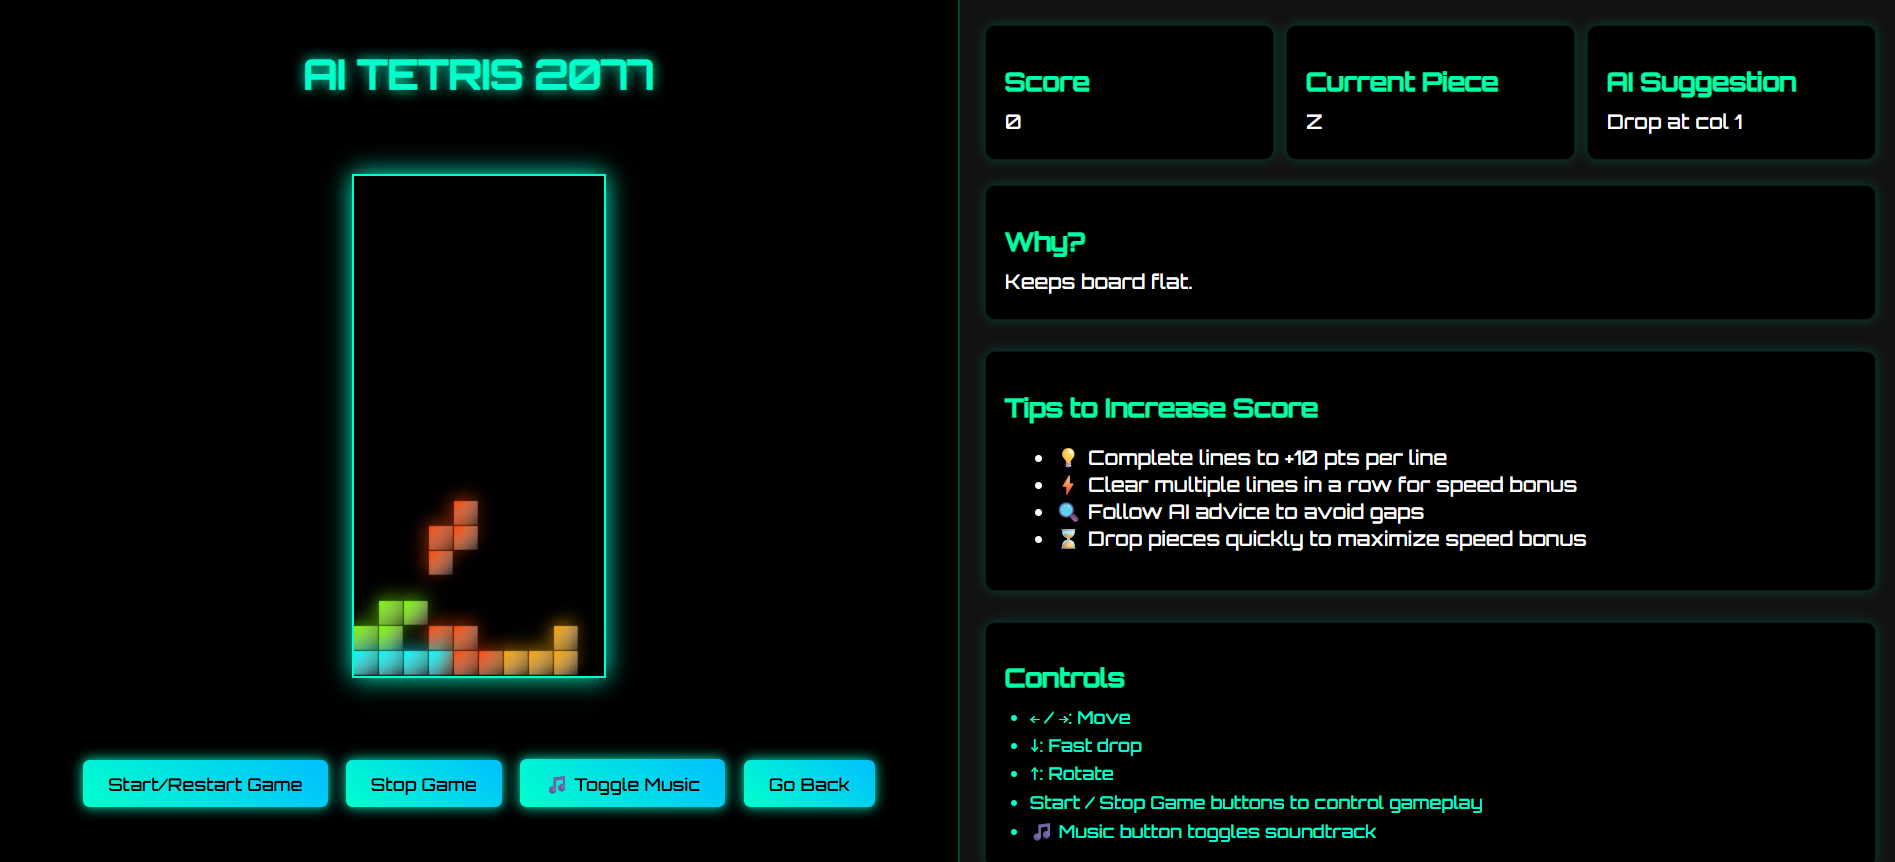 AI TETRIS 2077
Start/Restart Game
Stop Game
🎵 Toggle Music
Go Back
Score
0
Current Piece
Z
AI Suggestion
Drop at col 1
Why?
Keeps board flat.
Tips to Increase Score
• 💡 Complete lines to +10 pts per line
• ⚡ Clear multiple lines in a row for speed bonus
• 🔍 Follow AI advice to avoid gaps
• ⏳ Drop pieces quickly to maximize speed bonus
Controls
• ←/→: Move
• ↓: Fast drop
• ↑: Rotate
• Start / Stop Game buttons to control gameplay
• 🎵 Music button toggles soundtrack